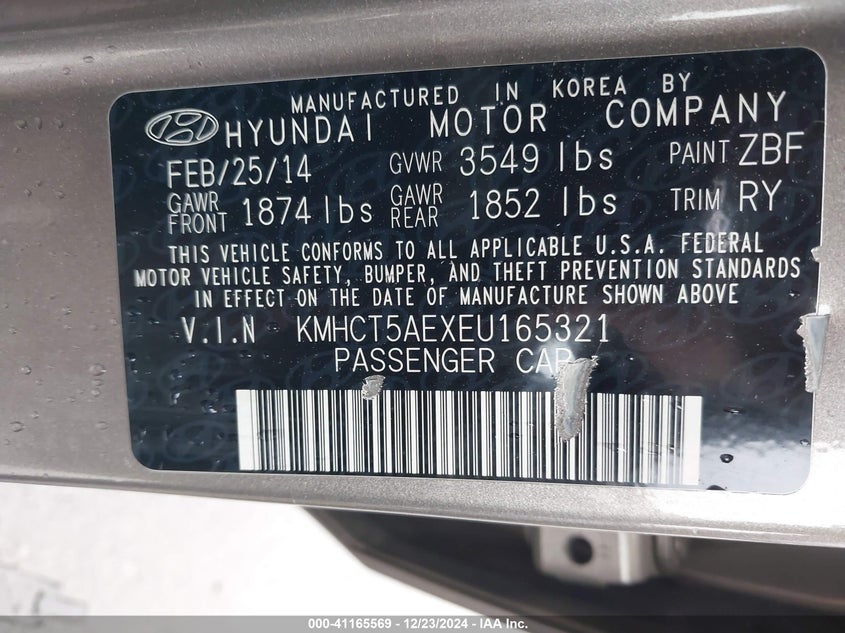 MANUFACTURED IN KOREA BY
HYUNDAI MOTOR COMPANY
FEB/25/14 GVWR 3549 lbs PAINT ZBF
GAWR FRONT 1874 lbs GAWR REAR 1852 lbs TRIM RY
THIS VEHICLE CONFORMS TO ALL APPLICABLE U.S.A. FEDERAL
MOTOR VEHICLE SAFETY, BUMPER, AND THEFT PREVENTION STANDARDS
IN EFFECT ON THE DATE OF MANUFACTURE SHOWN ABOVE
V.I.N KMHCT5AEXEU165321
PASSENGER CAR
000-41165569 - 12/23/2024 - IAA Inc.